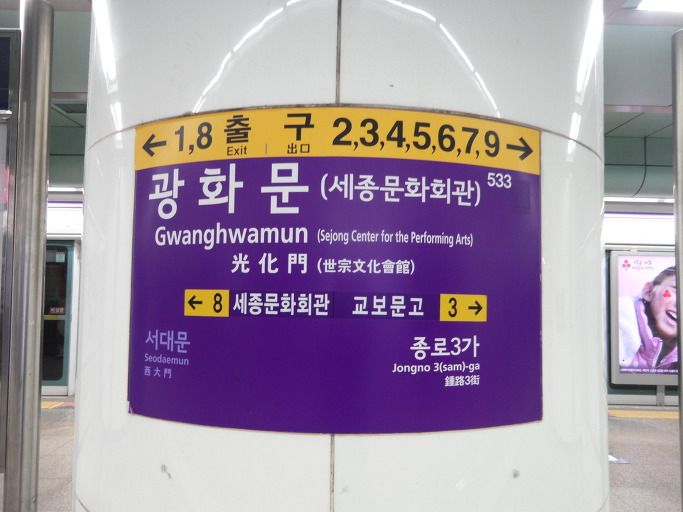 ← 1,8 출 구 2,3,4,5,6,7,9 →
Exit | 出口
광화문 (세종문화회관) 533
Gwanghwamun (Sejong Center for the Performing Arts)
光化門 (世宗文化會館)
← 8 세종문화회관 교보문고 3 →
서대문
Seodaemun
西大門
종로3가
Jongno 3(sam)-ga
鍾路3街